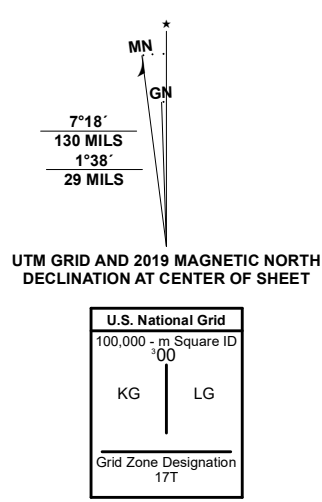 MN
GN
7°18´
130 MILS
1°38´
29 MILS
UTM GRID AND 2019 MAGNETIC NORTH
DECLINATION AT CENTER OF SHEET
U.S. National Grid
100,000 - m Square ID
³00
KG LG
Grid Zone Designation
17T